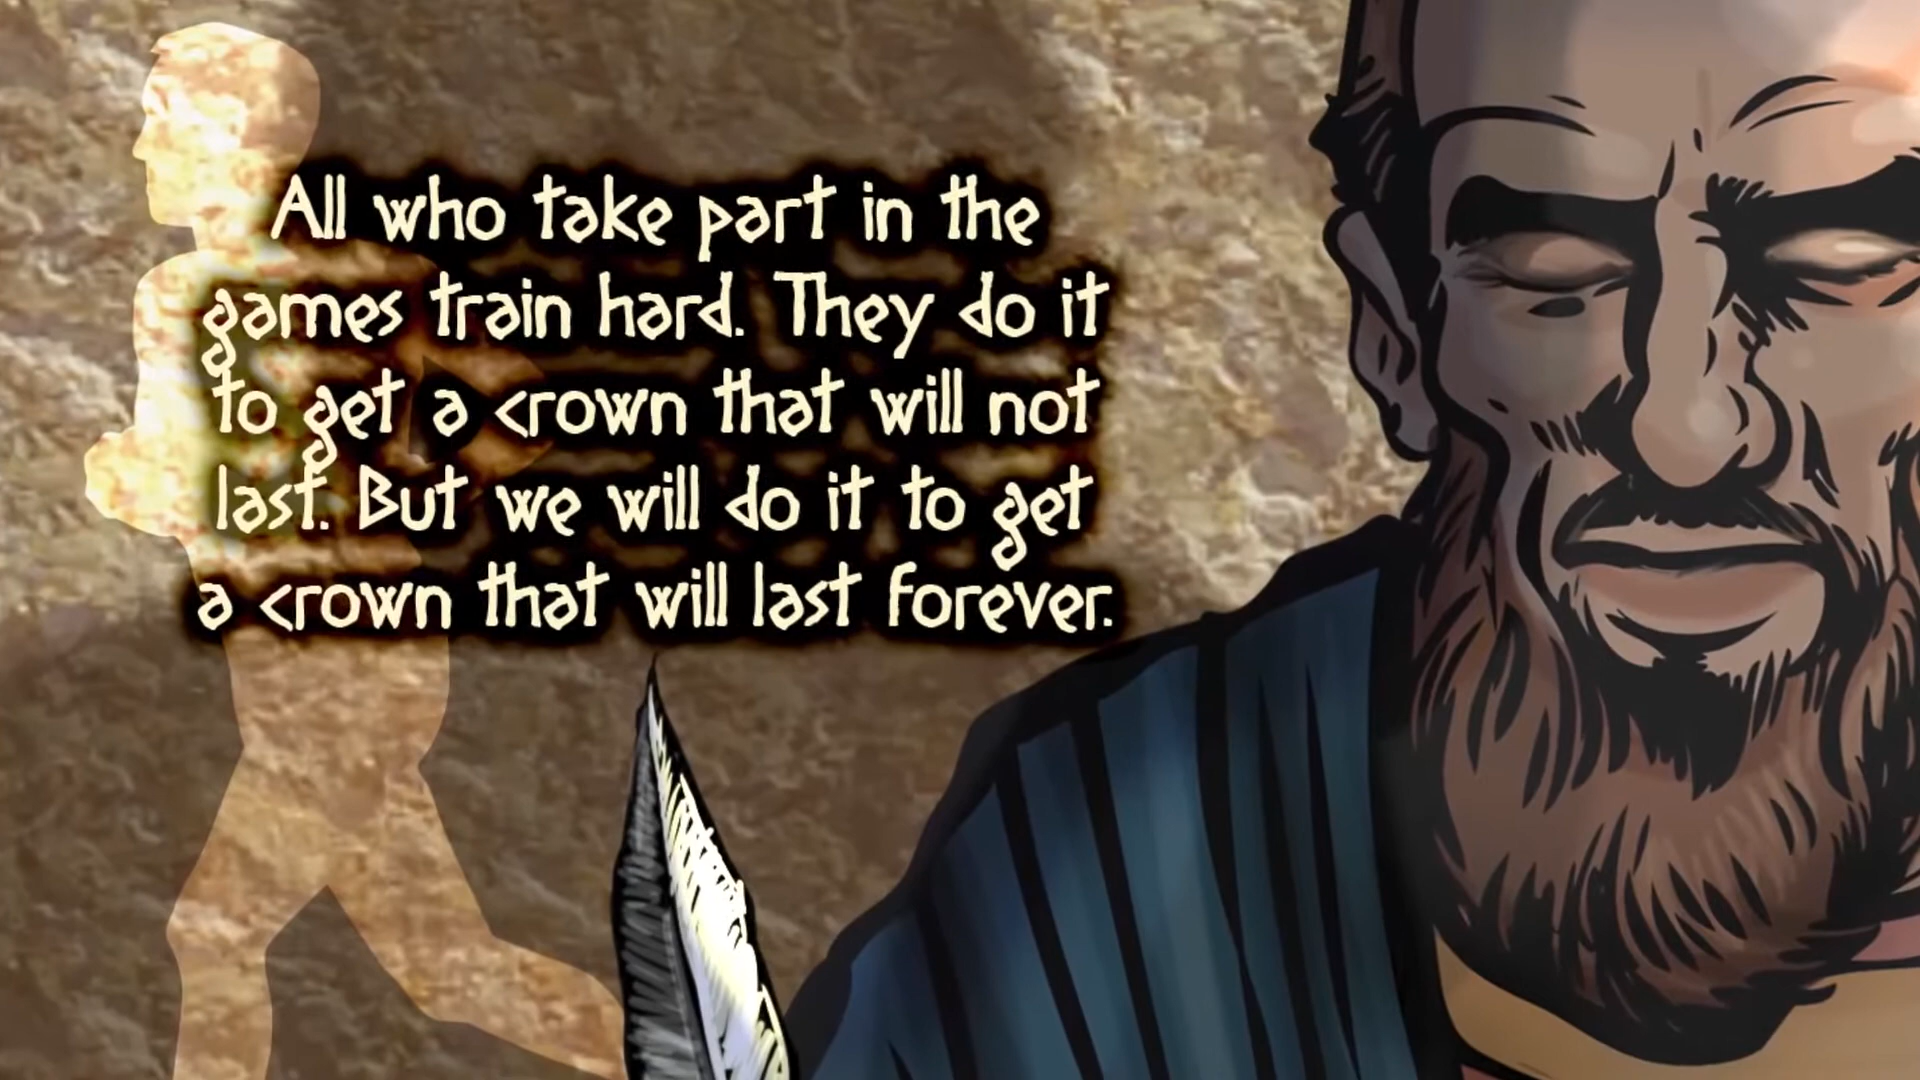 All who take part in the
games train hard. They do it
to get a crown that will not
last. But we will do it to get
a crown that will last forever.